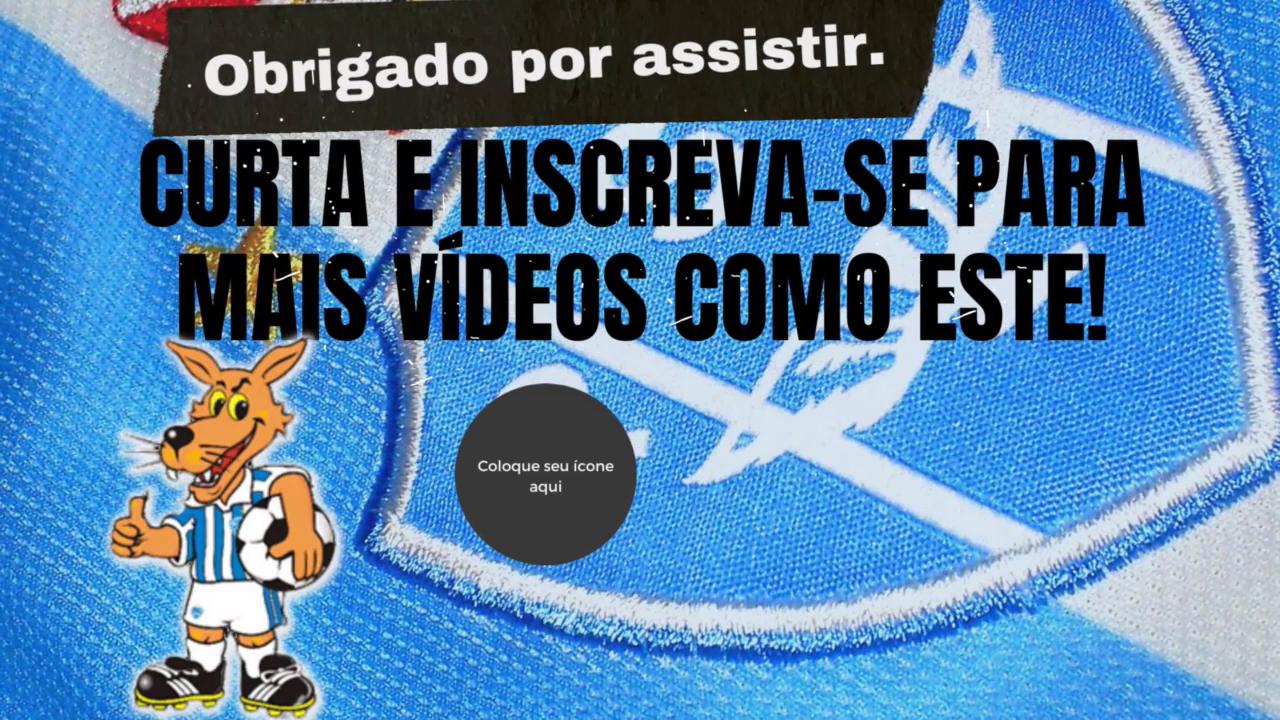 Obrigado por assistir.
CURTA E INSCREVA-SE PARA
MAIS VÍDEOS COMO ESTE!
Coloque seu ícone
aqui